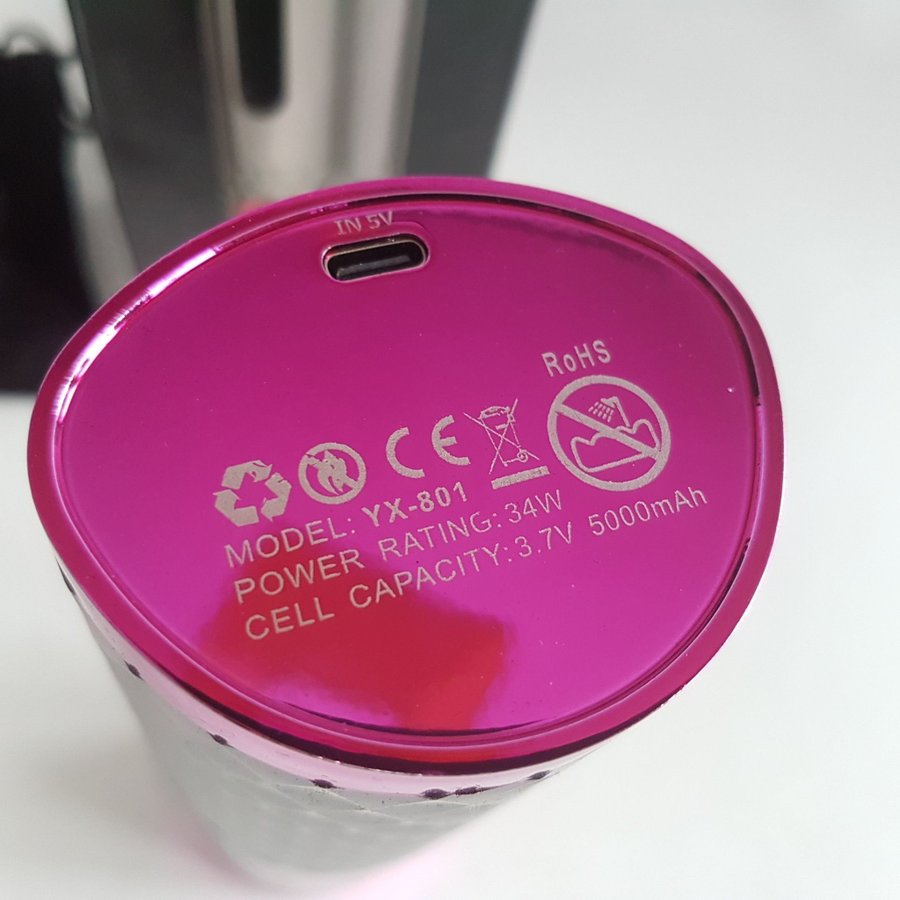 IN 5V
RoHS
CE
MODEL: YX-801
POWER RATING: 34W
CELL CAPACITY: 3.7V 5000mAh